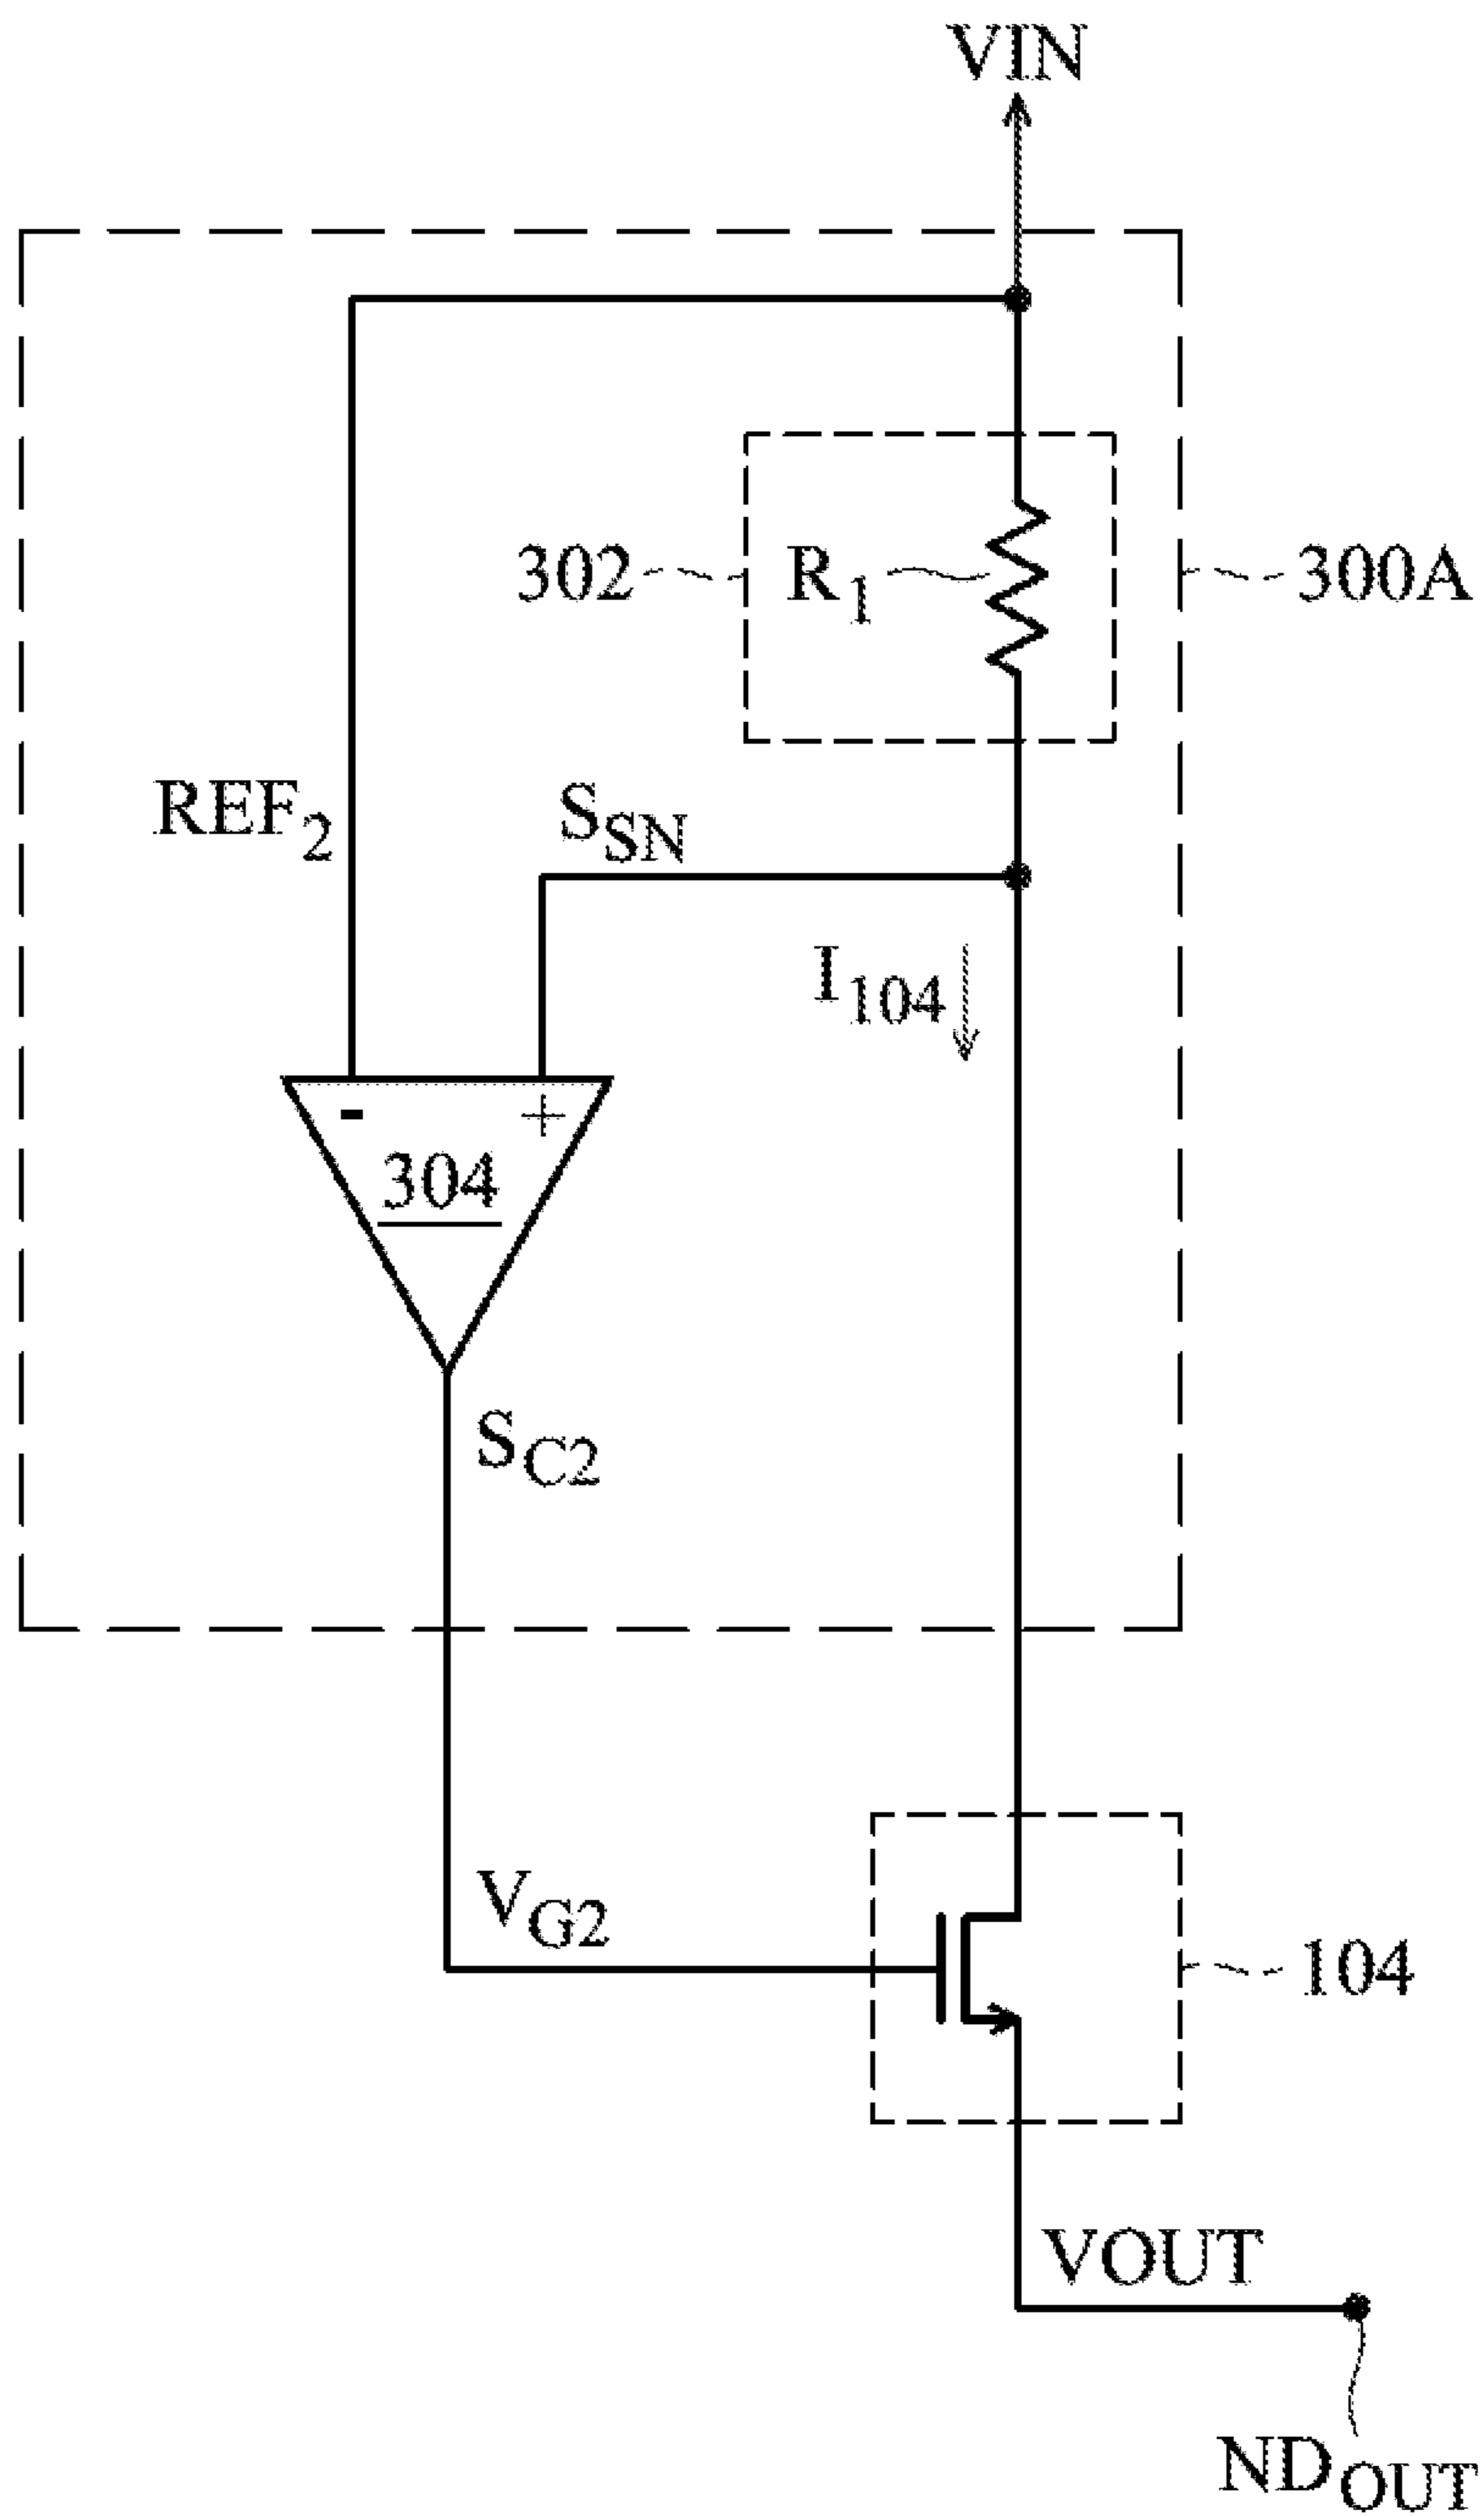 VIN
302
R1
300A
REF2
SSN
I104
-
+
304
SC2
VG2
104
VOUT
NDOUT